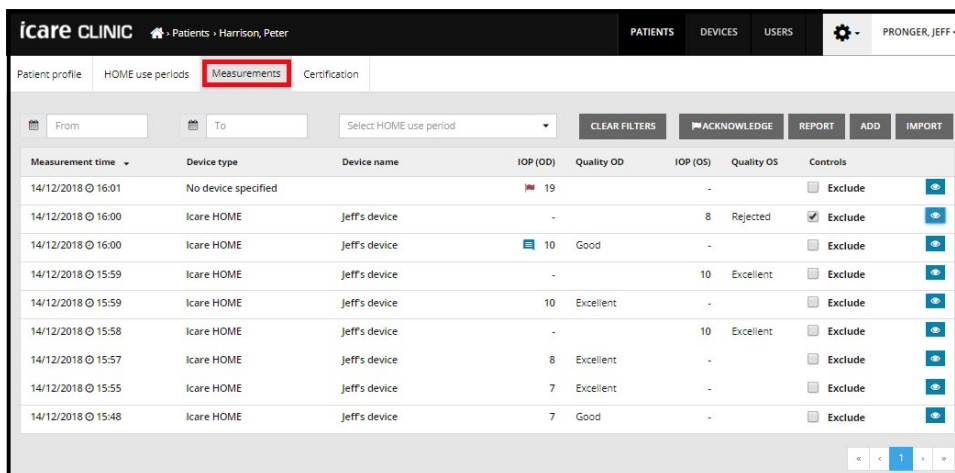 icare CLINIC › Patients › Harrison, Peter PATIENTS DEVICES USERS PRONGER, JEFF
Patient profile HOME use periods Measurements Certification
From To Select HOME use period CLEAR FILTERS ACKNOWLEDGE REPORT ADD IMPORT
Measurement time Device type Device name IOP (OD) Quality OD IOP (OS) Quality OS Controls
14/12/2018 16:01 No device specified 19 - Exclude
14/12/2018 16:00 Icare HOME Jeff's device - 8 Rejected Exclude
14/12/2018 16:00 Icare HOME Jeff's device 10 Good - Exclude
14/12/2018 15:59 Icare HOME Jeff's device - 10 Excellent Exclude
14/12/2018 15:59 Icare HOME Jeff's device 10 Excellent - Exclude
14/12/2018 15:58 Icare HOME Jeff's device - 10 Excellent Exclude
14/12/2018 15:57 Icare HOME Jeff's device 8 Excellent - Exclude
14/12/2018 15:55 Icare HOME Jeff's device 7 Excellent - Exclude
14/12/2018 15:48 Icare HOME Jeff's device 7 Good - Exclude
« ‹ 1 › »